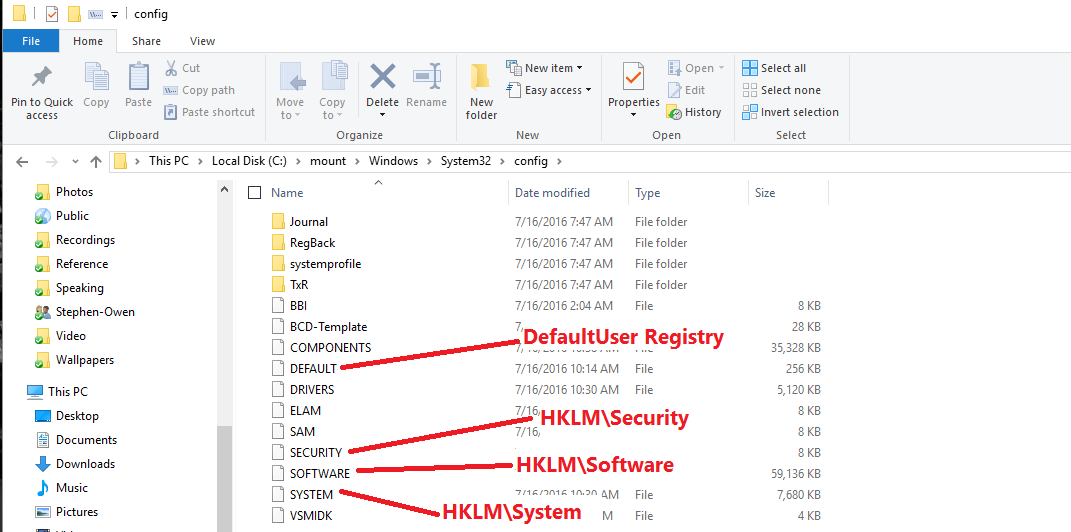 config
File Home Share View
Pin to Quick access
Copy
Paste
Cut
Copy path
Paste shortcut
Clipboard
Move to
Copy to
Delete
Rename
Organize
New folder
New item
Easy access
New
Properties
Open
Edit
History
Open
Select all
Select none
Invert selection
Select
This PC > Local Disk (C:) > mount > Windows > System32 > config >
Photos
Public
Recordings
Reference
Speaking
Stephen-Owen
Video
Wallpapers
This PC
Desktop
Documents
Downloads
Music
Pictures
Name Date modified Type Size
Journal 7/16/2016 7:47 AM File folder
RegBack 7/16/2016 7:47 AM File folder
systemprofile 7/16/2016 7:47 AM File folder
TxR 7/16/2016 7:47 AM File folder
BBI 7/16/2016 2:04 AM File 8 KB
BCD-Template 7, 28 KB
DefaultUser Registry
COMPONENTS 35,328 KB
DEFAULT 7/16/2016 10:14 AM File 256 KB
DRIVERS 7/16/2016 10:30 AM File 5,120 KB
ELAM 7/16, 8 KB
HKLM\Security
SAM 7/16, 8 KB
SECURITY 8 KB
HKLM\Software
SOFTWARE 59,136 KB
SYSTEM 7/16/2016 10:30 AM File 7,680 KB
HKLM\System
VSMIDK M File 4 KB